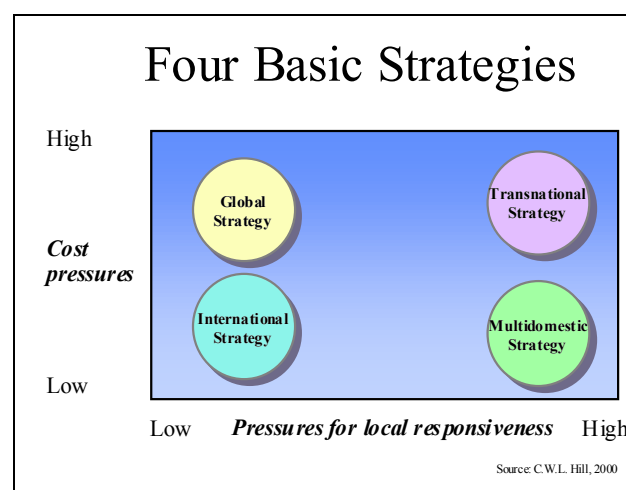 Four Basic Strategies
High
Global
Strategy
Transnational
Strategy
Cost
pressures
International
Strategy
Multidomestic
Strategy
Low
Low Pressures for local responsiveness High
Source: C.W.L. Hill, 2000